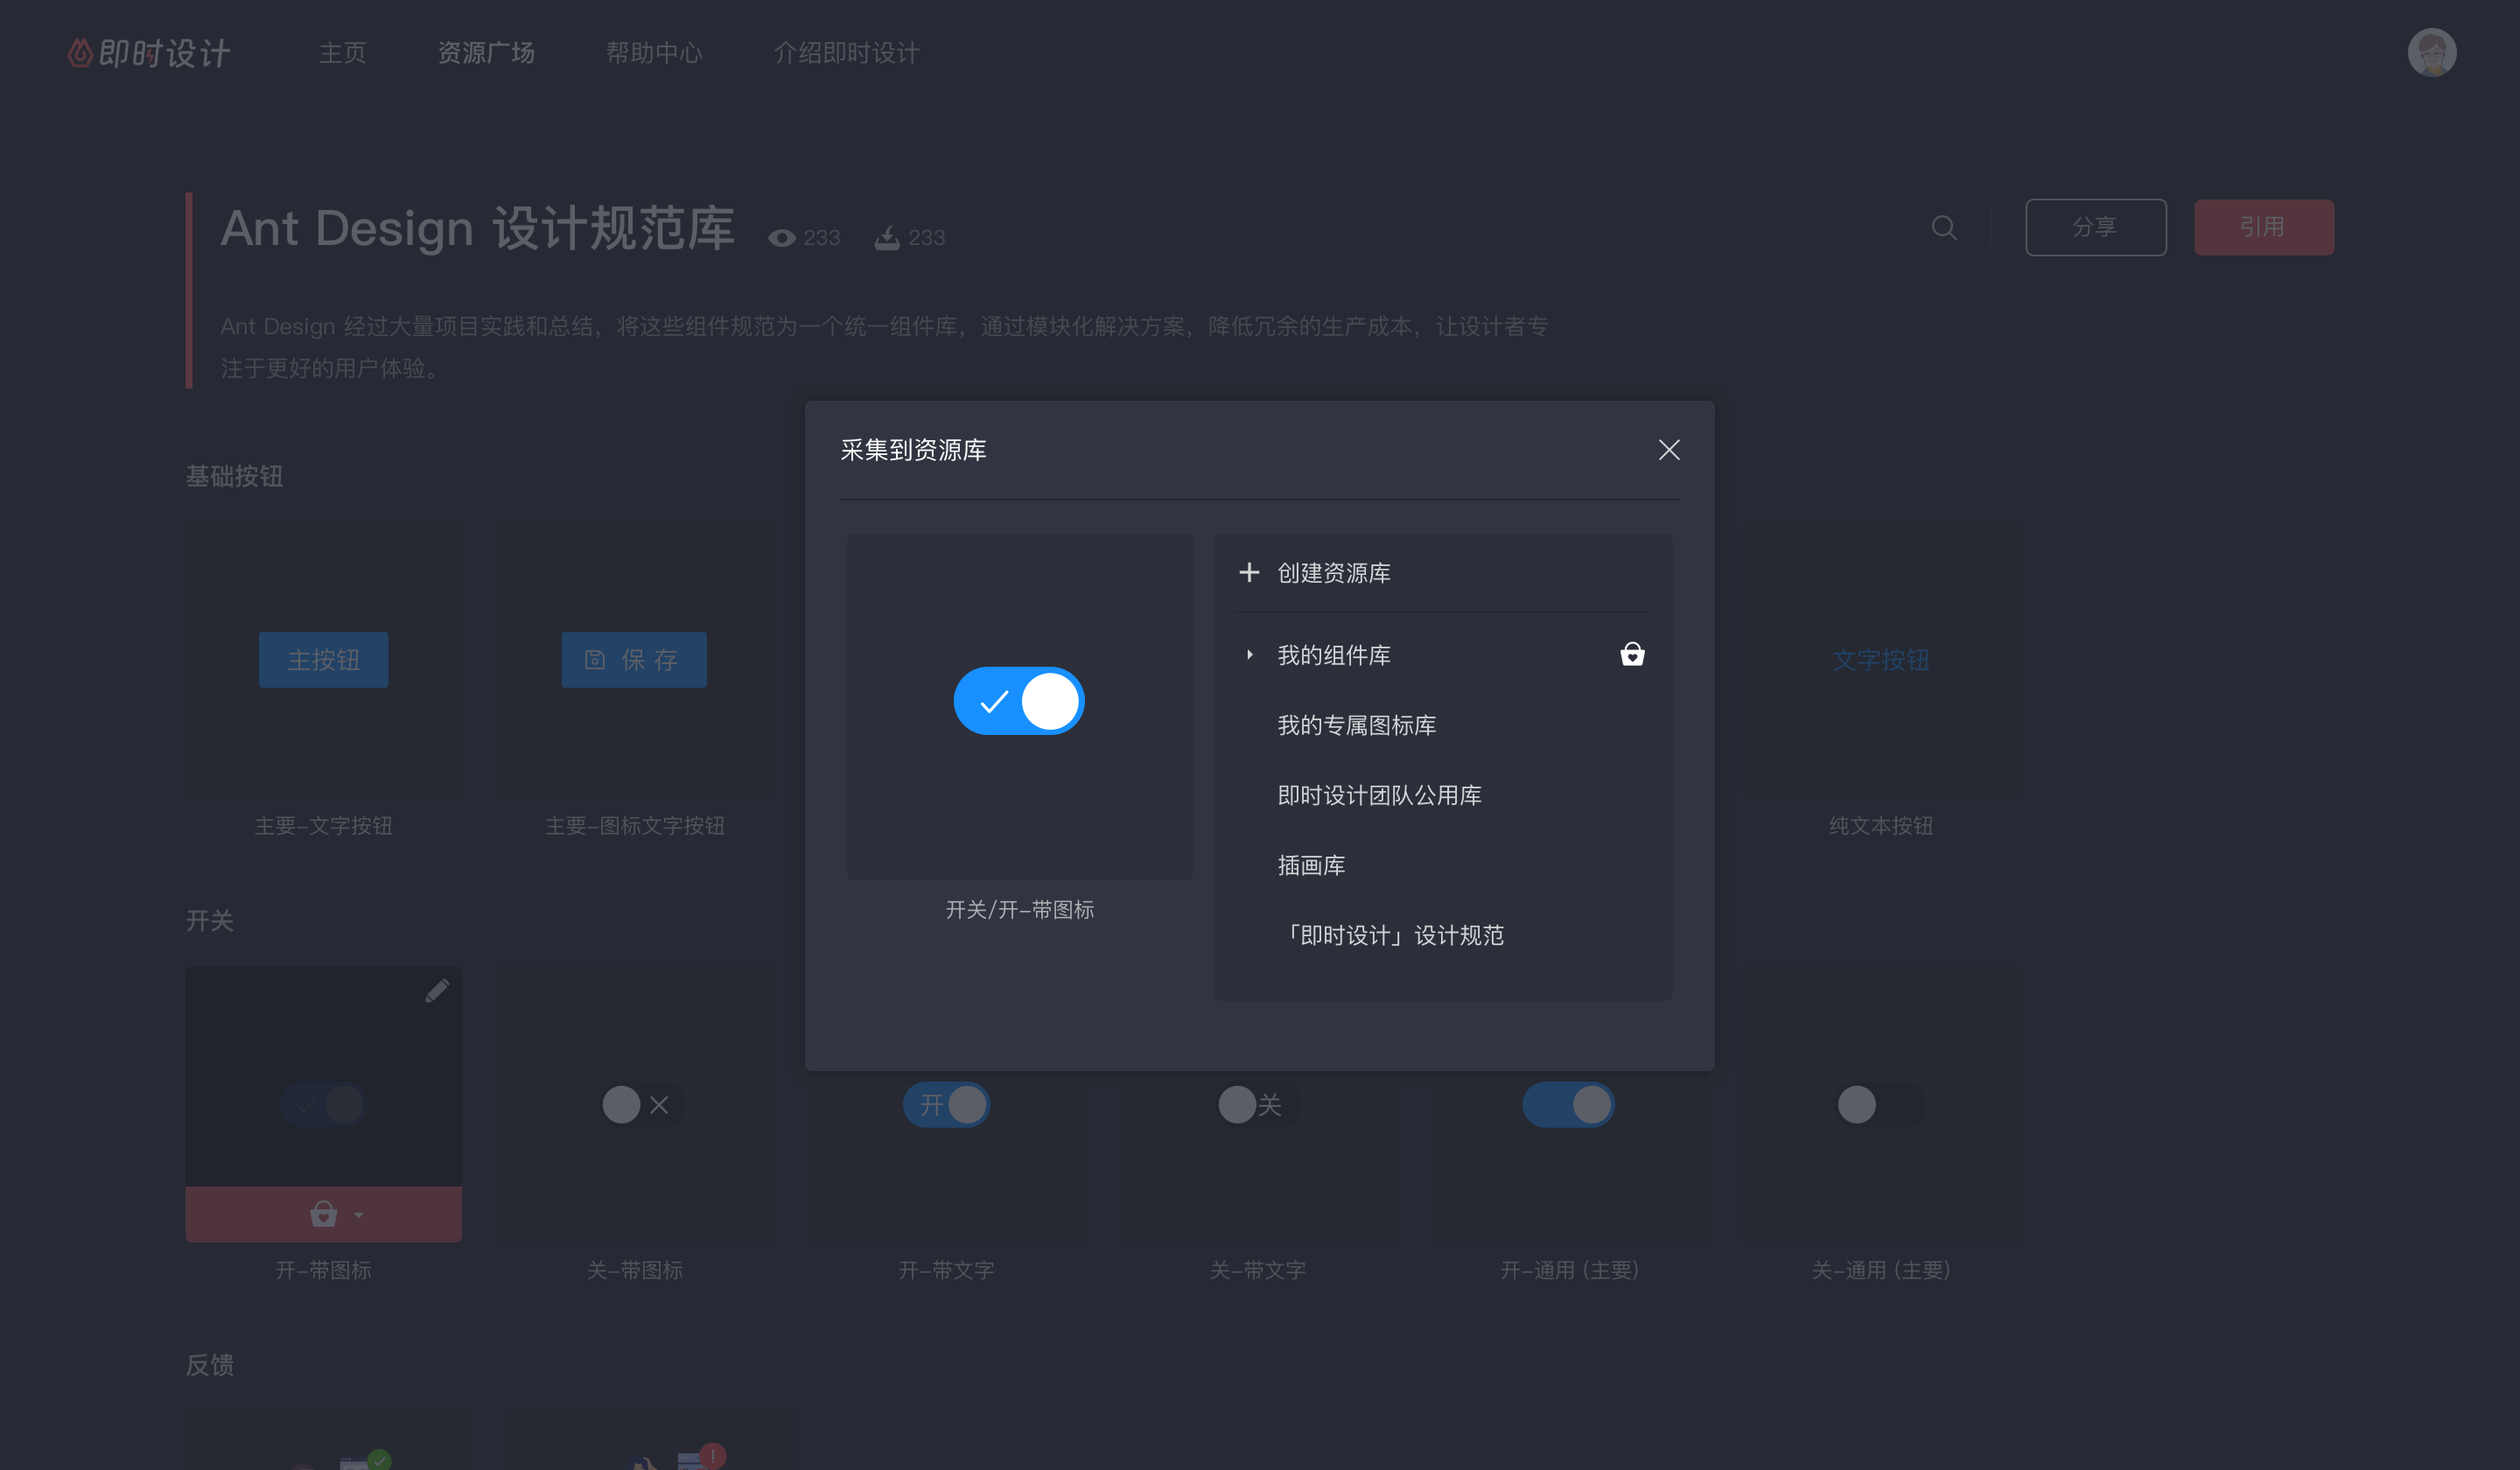 即时设计
主页
资源广场
帮助中心
介绍即时设计
Ant Design 设计规范库
233
233
分享
引用
Ant Design 经过大量项目实践和总结，将这些组件规范为一个统一组件库，通过模块化解决方案，降低冗余的生产成本，让设计者专
注于更好的用户体验。
基础按钮
主按钮
保 存
文字按钮
主要-文字按钮
主要-图标文字按钮
纯文本按钮
采集到资源库
开关/开-带图标
创建资源库
我的组件库
我的专属图标库
即时设计团队公用库
插画库
「即时设计」设计规范
开关
开
关
开-带图标
关-带图标
开-带文字
关-带文字
开-通用 (主要)
关-通用 (主要)
反馈